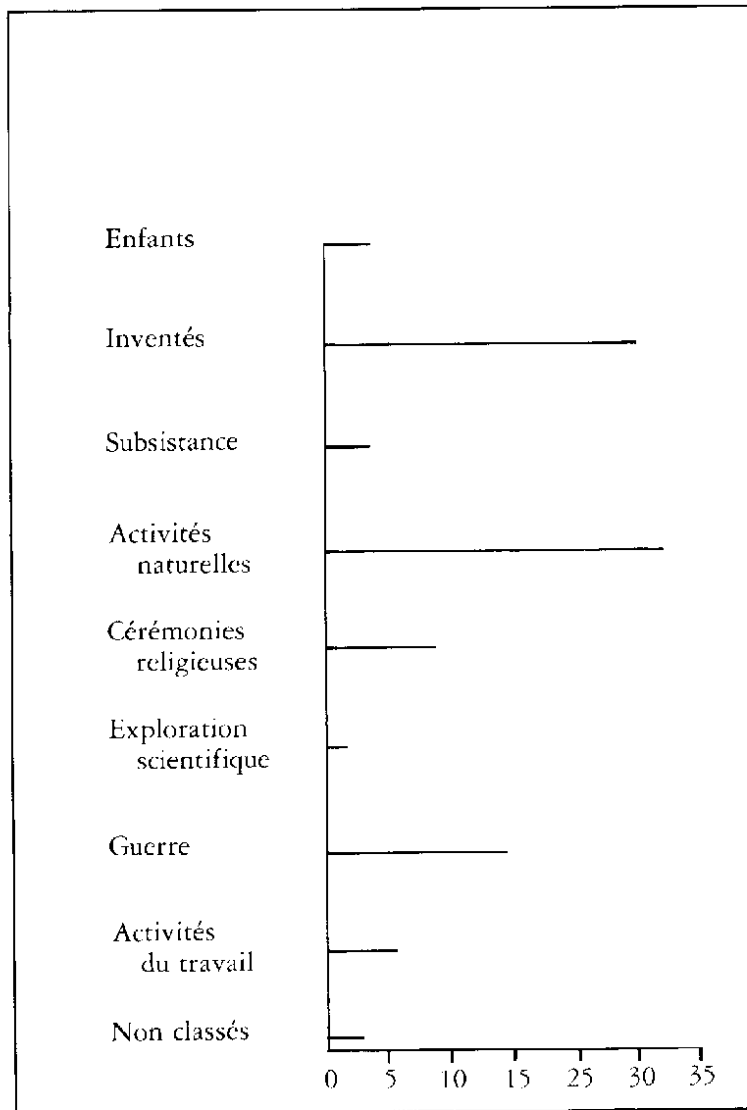 Enfants
Inventés
Subsistance
Activités
naturelles
Cérémonies
religieuses
Exploration
scientifique
Guerre
Activités
du travail
Non classés
0 5 10 15 20 25 30 35